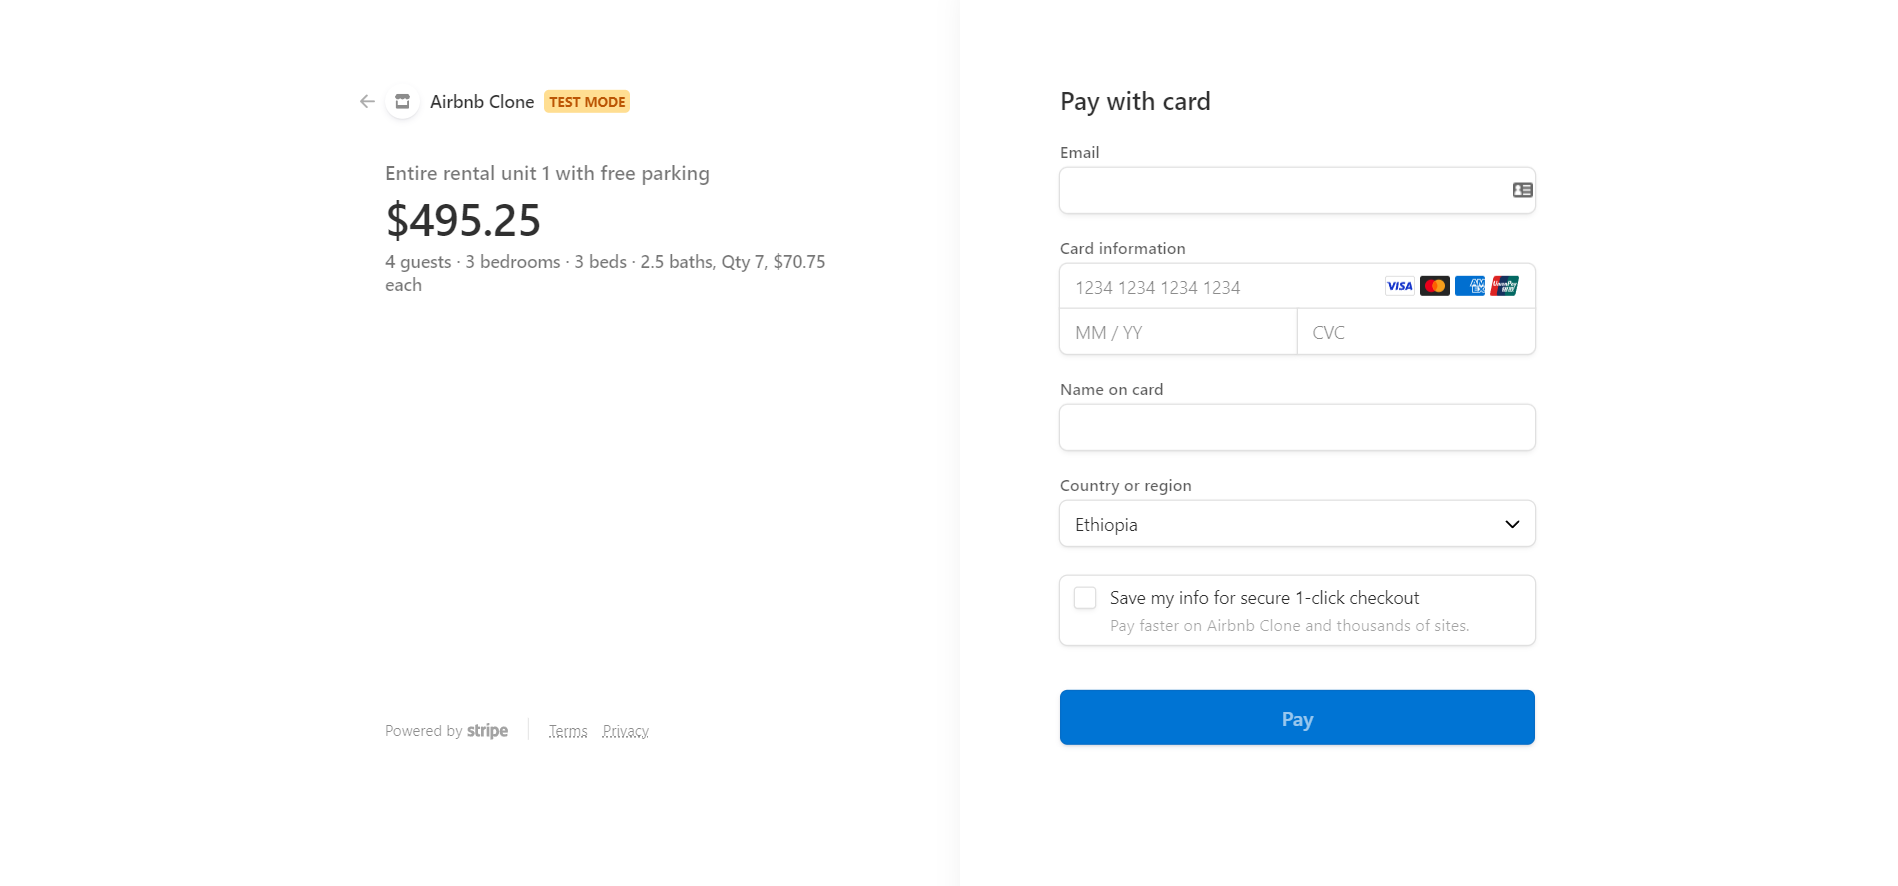 Airbnb Clone TEST MODE
Entire rental unit 1 with free parking
$495.25
4 guests · 3 bedrooms · 3 beds · 2.5 baths, Qty 7, $70.75
each
Powered by stripe
Terms Privacy
Pay with card
Email
Card information
1234 1234 1234 1234 VISA AMEX UnionPay
MM / YY CVC
Name on card
Country or region
Ethiopia
Save my info for secure 1-click checkout
Pay faster on Airbnb Clone and thousands of sites.
Pay